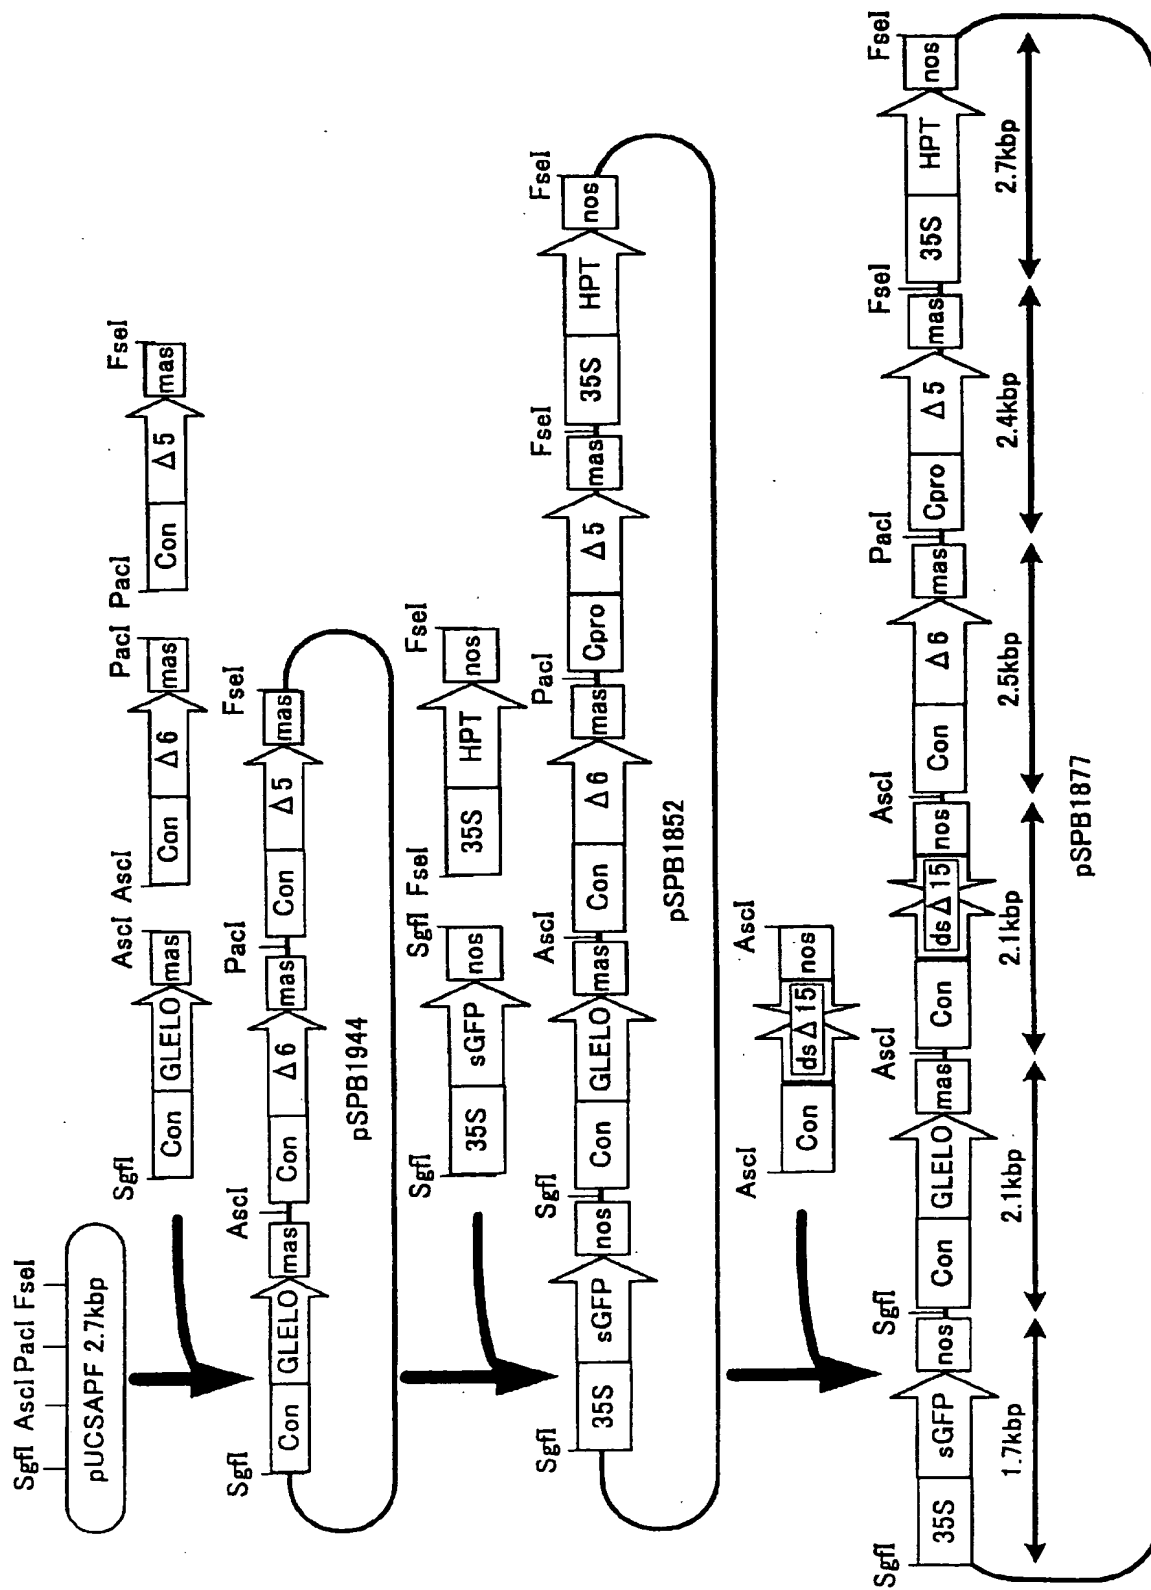 SgfI AscI PacI FseI
pUCSAPF 2.7kbp
SgfI AscI AscI PacI PacI FseI
Con GLELO mas Con Δ6 mas Con Δ5 mas
SgfI AscI PacI FseI
Con GLELO mas Con Δ6 mas Con Δ5 mas
pSPB1944
SgfI SgfI FseI FseI
35S sGFP nos 35S HPT nos
SgfI SgfI AscI PacI FseI FseI
35S sGFP nos Con GLELO mas Con Δ6 mas Cpro Δ5 mas 35S HPT nos
pSPB1852
AscI AscI
Con dsΔ15 nos
SgfI SgfI AscI AscI PacI FseI FseI
35S sGFP nos Con GLELO mas Con dsΔ15 nos Con Δ6 mas Cpro Δ5 mas 35S HPT nos
1.7kbp 2.1kbp 2.1kbp 2.5kbp 2.4kbp 2.7kbp
pSPB1877